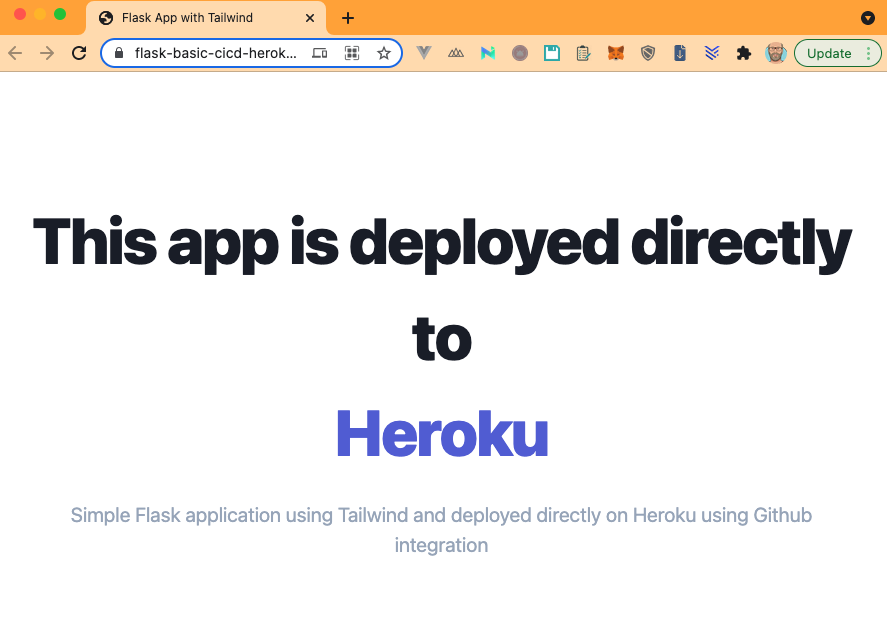 Flask App with Tailwind
flask-basic-cicd-herok...
Update
This app is deployed directly
to
Heroku
Simple Flask application using Tailwind and deployed directly on Heroku using Github
integration